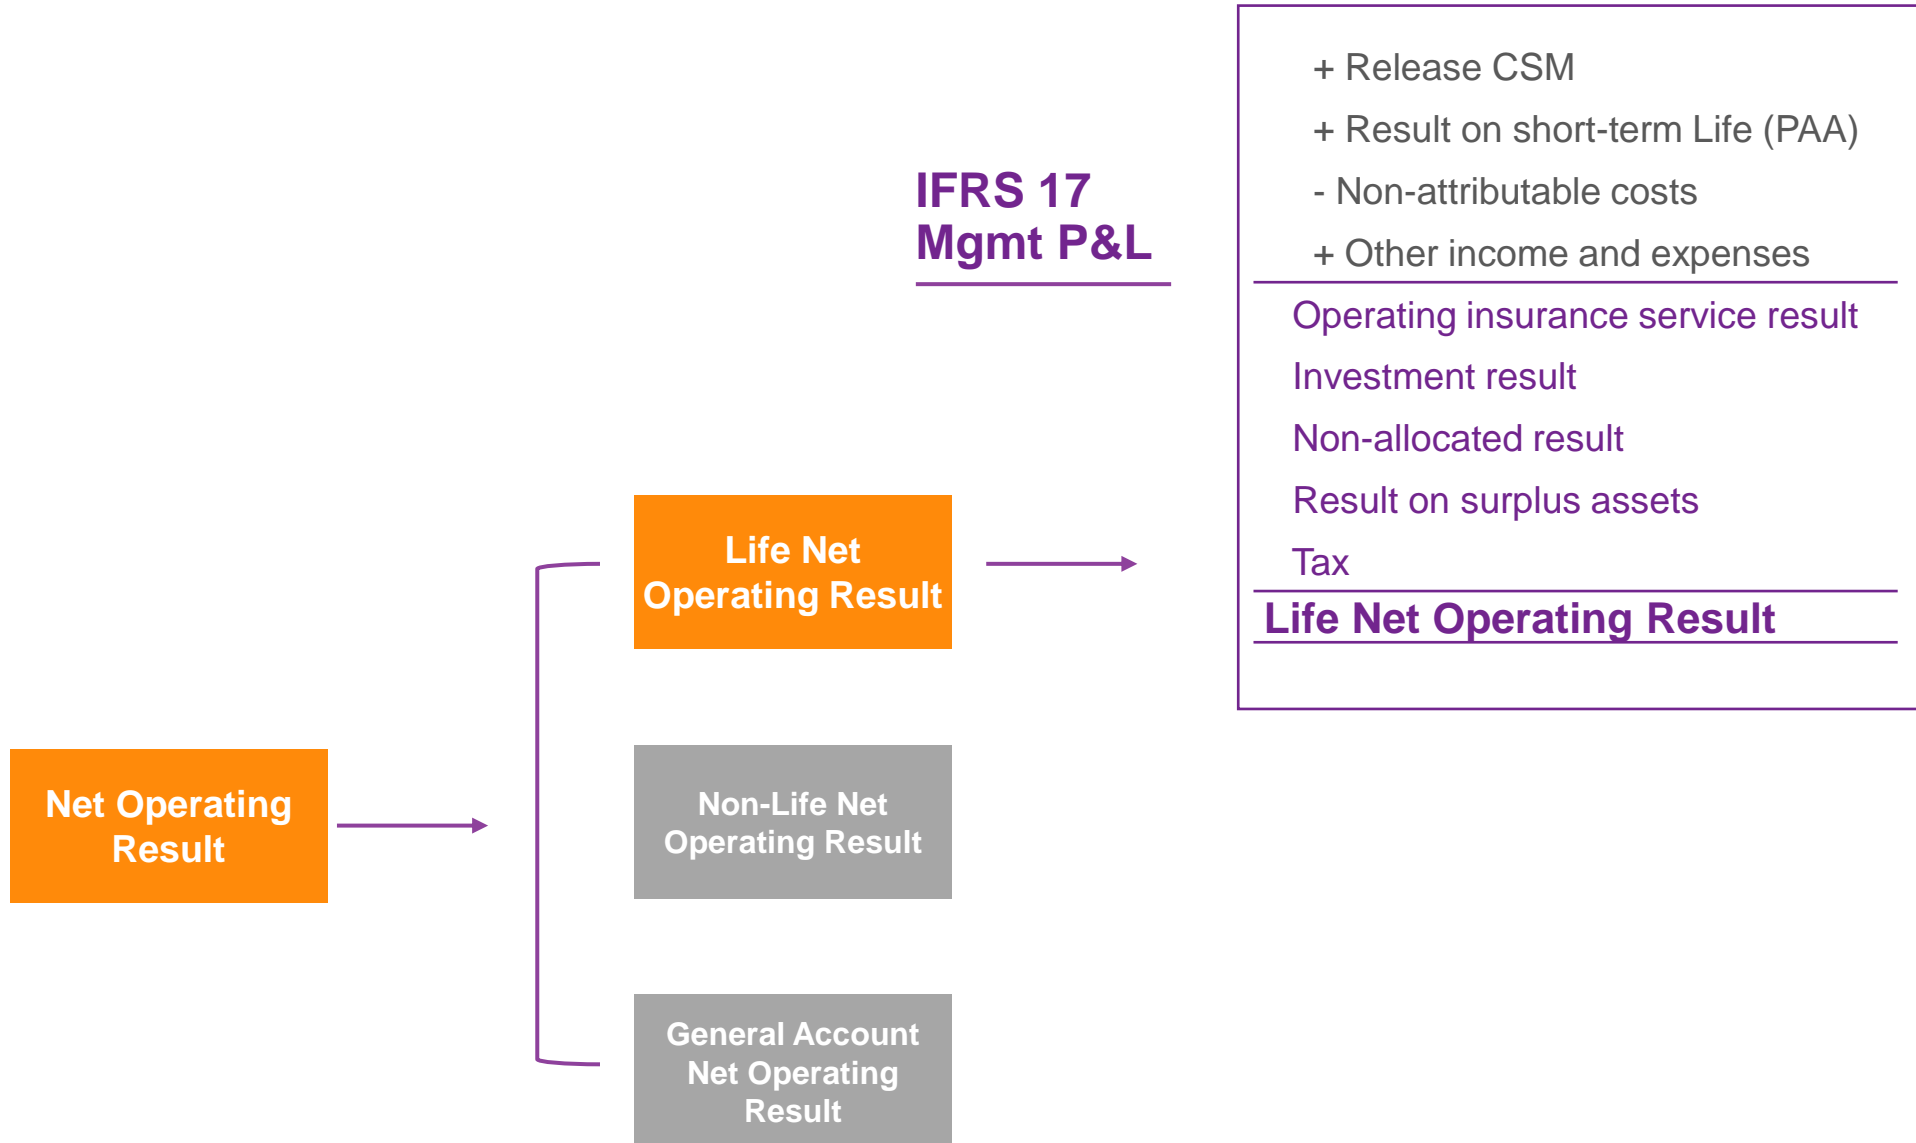 + Release CSM
+ Result on short-term Life (PAA)
- Non-attributable costs
+ Other income and expenses
Operating insurance service result
Investment result
Non-allocated result
Result on surplus assets
Tax
Life Net Operating Result
IFRS 17
Mgmt P&L
Life Net
Operating Result
Net Operating
Result
Non-Life Net
Operating Result
General Account
Net Operating
Result